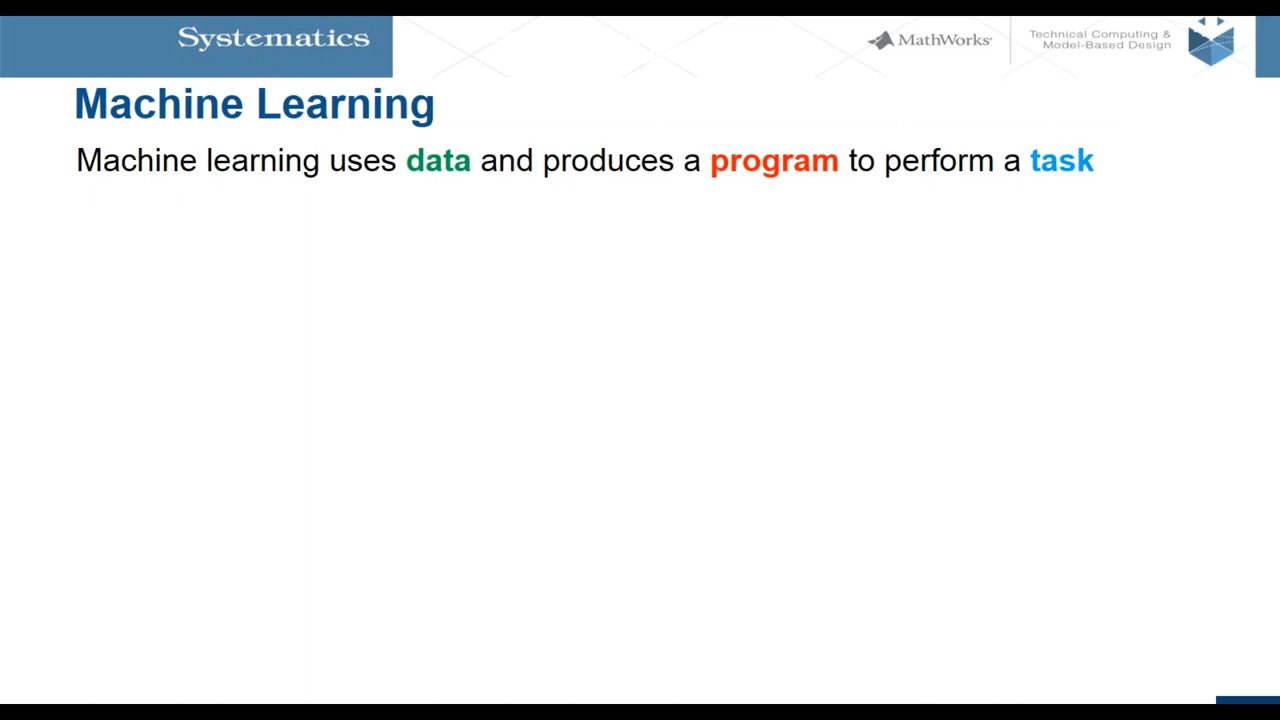 Systematics
MathWorks
Technical Computing &
Model-Based Design
Machine Learning
Machine learning uses data and produces a program to perform a task